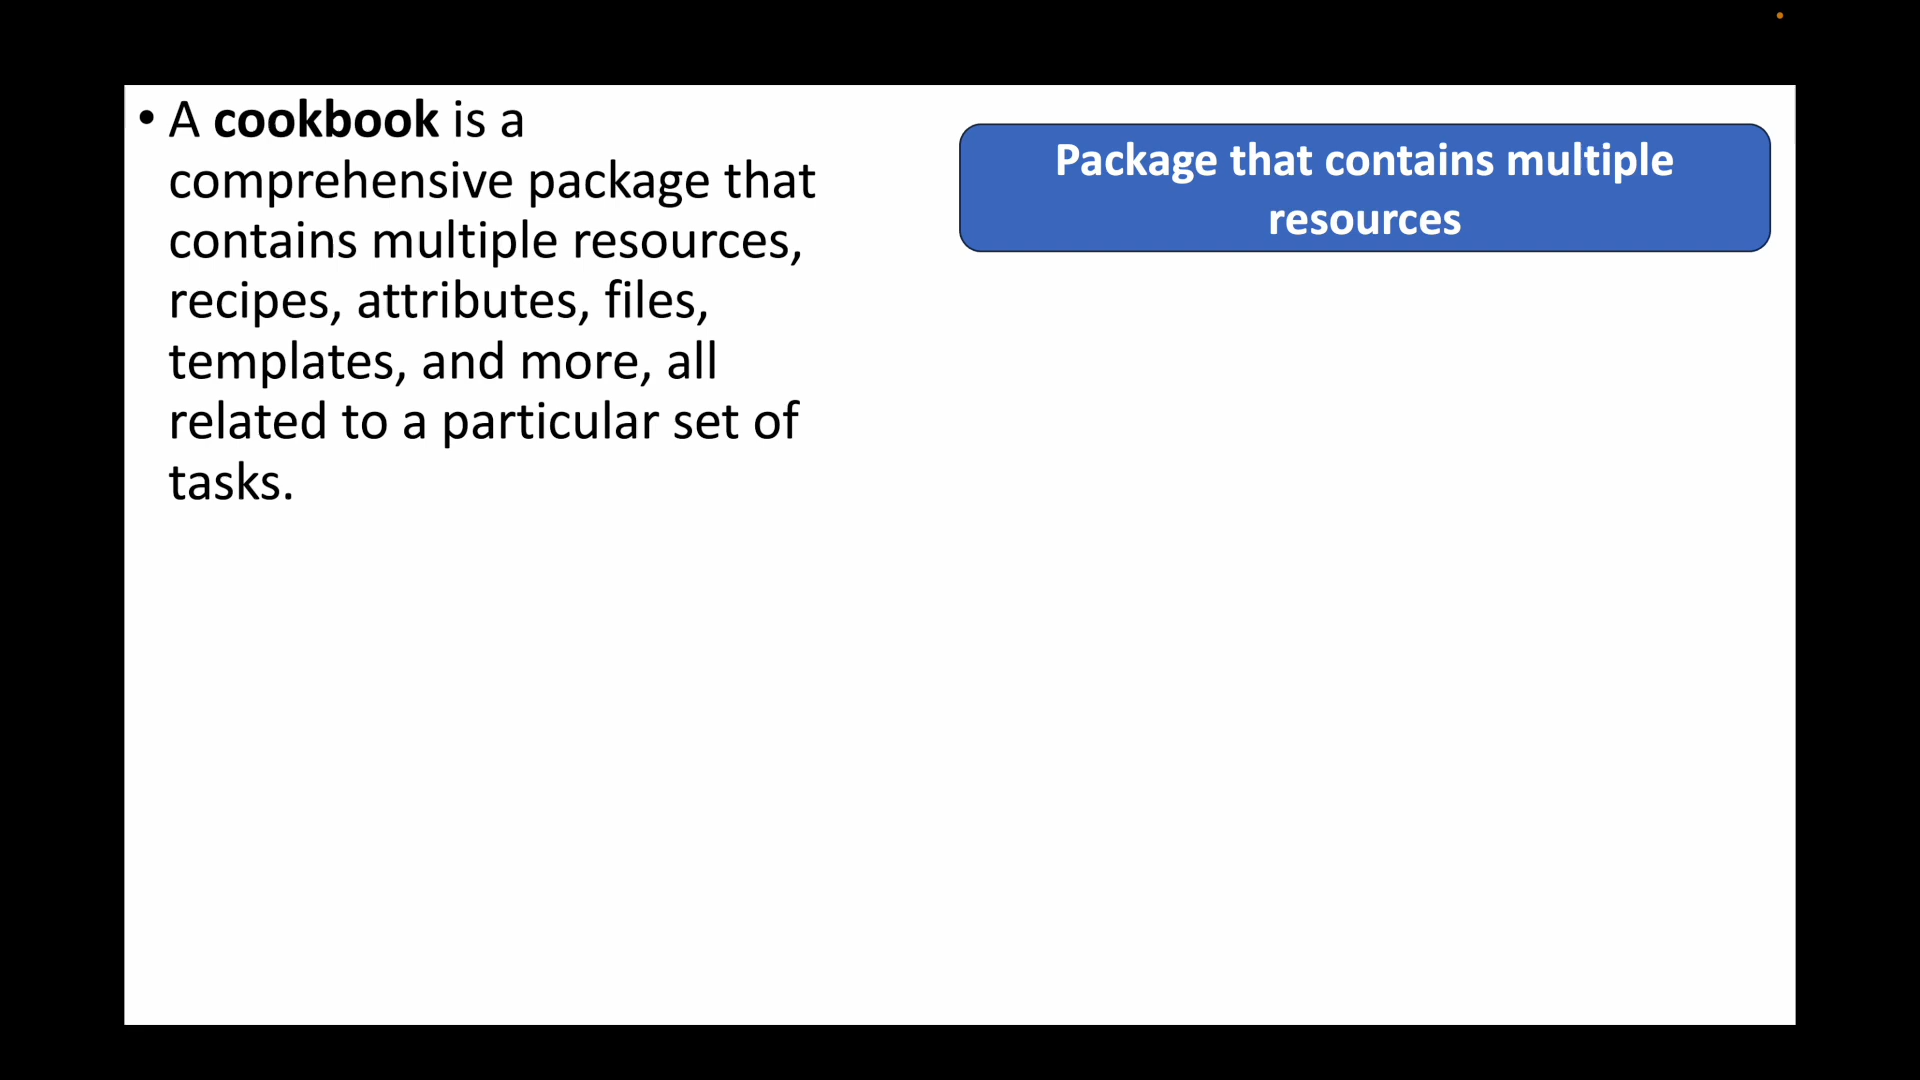 • A cookbook is a
comprehensive package that
contains multiple resources,
recipes, attributes, files,
templates, and more, all
related to a particular set of
tasks.
Package that contains multiple
resources